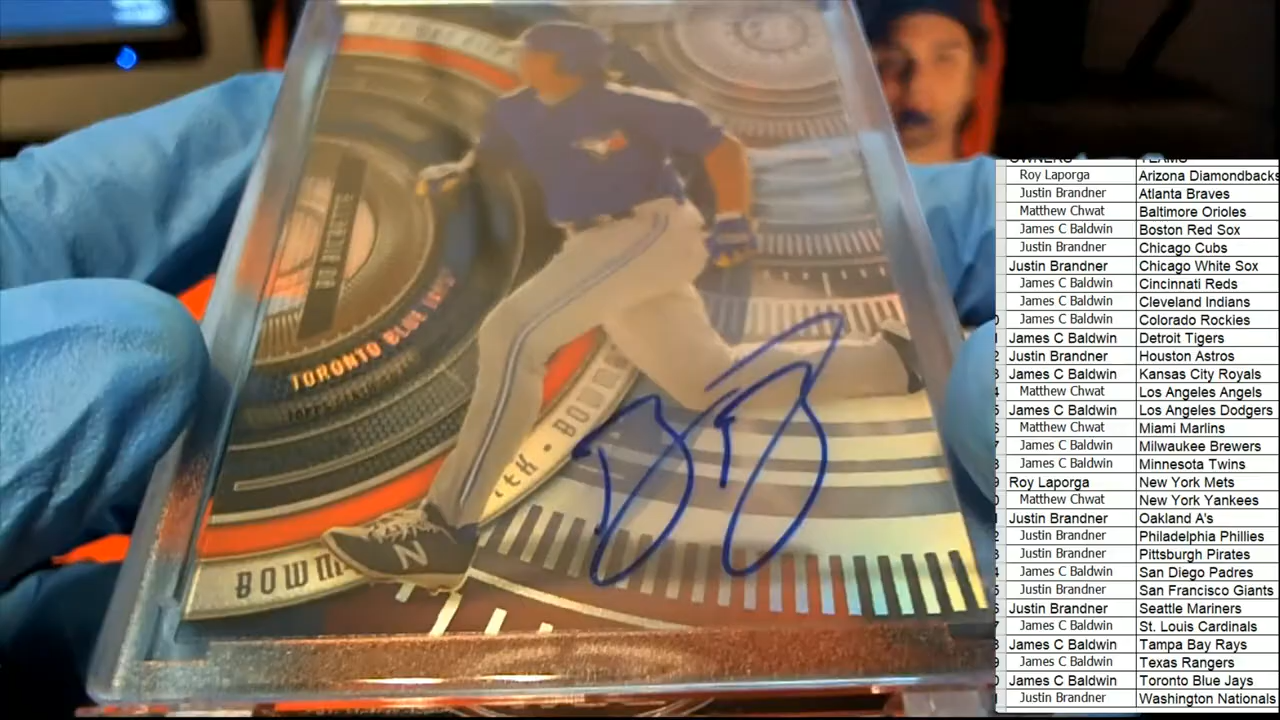 BO BICHETTE
TORONTO BLUE JAYS
INFIELDER
BOWM
TEK • BOWM
N
OWNERS TEAMS
Roy Laporga Arizona Diamondbacks
Justin Brandner Atlanta Braves
Matthew Chwat Baltimore Orioles
James C Baldwin Boston Red Sox
Justin Brandner Chicago Cubs
Justin Brandner Chicago White Sox
James C Baldwin Cincinnati Reds
James C Baldwin Cleveland Indians
James C Baldwin Colorado Rockies
James C Baldwin Detroit Tigers
Justin Brandner Houston Astros
James C Baldwin Kansas City Royals
Matthew Chwat Los Angeles Angels
James C Baldwin Los Angeles Dodgers
Matthew Chwat Miami Marlins
James C Baldwin Milwaukee Brewers
James C Baldwin Minnesota Twins
Roy Laporga New York Mets
Matthew Chwat New York Yankees
Justin Brandner Oakland A's
Justin Brandner Philadelphia Phillies
Justin Brandner Pittsburgh Pirates
James C Baldwin San Diego Padres
Justin Brandner San Francisco Giants
Justin Brandner Seattle Mariners
James C Baldwin St. Louis Cardinals
James C Baldwin Tampa Bay Rays
James C Baldwin Texas Rangers
James C Baldwin Toronto Blue Jays
Justin Brandner Washington Nationals